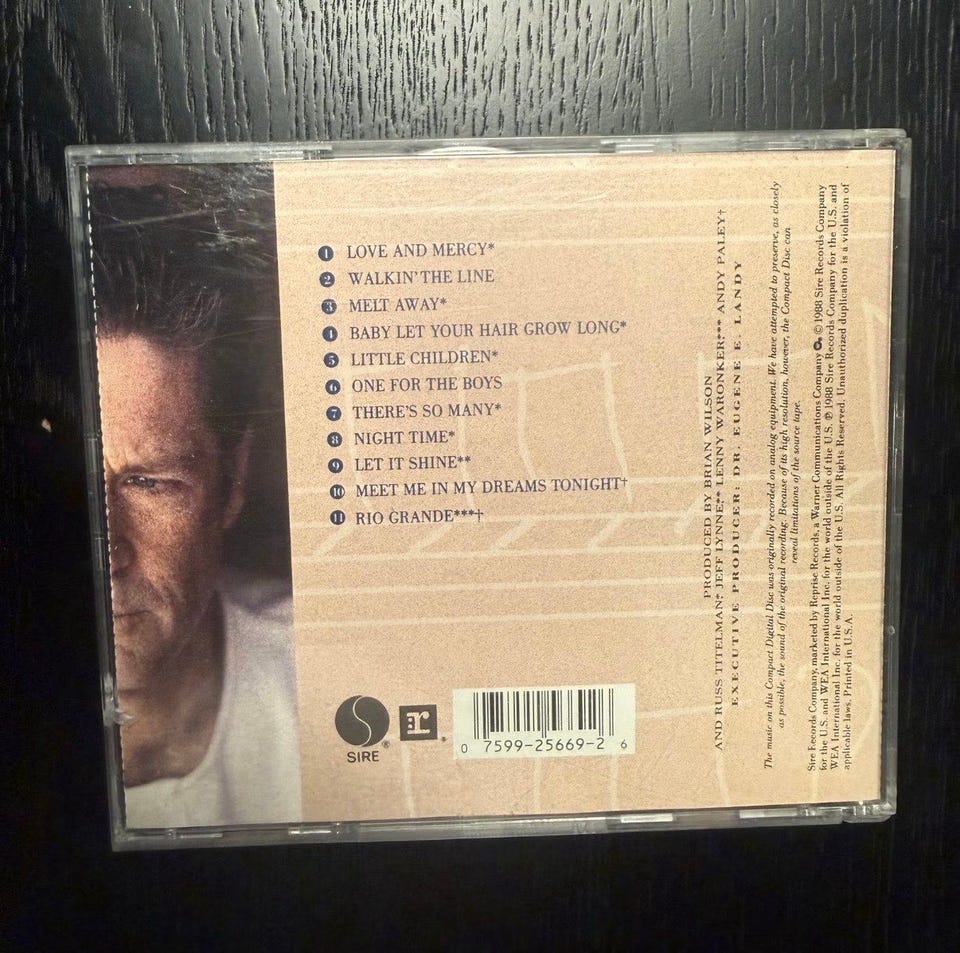 1 LOVE AND MERCY*
2 WALKIN' THE LINE
3 MELT AWAY*
4 BABY LET YOUR HAIR GROW LONG*
5 LITTLE CHILDREN*
6 ONE FOR THE BOYS
7 THERE'S SO MANY*
8 NIGHT TIME*
9 LET IT SHINE**
10 MEET ME IN MY DREAMS TONIGHT†
11 RIO GRANDE***†
PRODUCED BY BRIAN WILSON
AND RUSS TITELMAN,* JEFF LYNNE,** LENNY WARONKER,*** ANDY PALEY†
EXECUTIVE PRODUCER: DR. EUGENE E. LANDY
The music on this Compact Digital Disc was originally recorded on analog equipment. We have attempted to preserve, as closely
as possible, the sound of the original recording. Because of its high resolution, however, the Compact Disc can
reveal limitations of the source tape.
Sire Records Company, marketed by Reprise Records, a Warner Communications Company © 1988 Sire Records Company
for the U.S. and WEA International Inc. for the world outside of the U.S. ℗ 1988 Sire Records Company for the U.S. and
WEA International Inc. for the world outside of the U.S. All Rights Reserved. Unauthorized duplication is a violation of
applicable laws. Printed in U.S.A.
SIRE®
r®
0 7599-25669-2 6